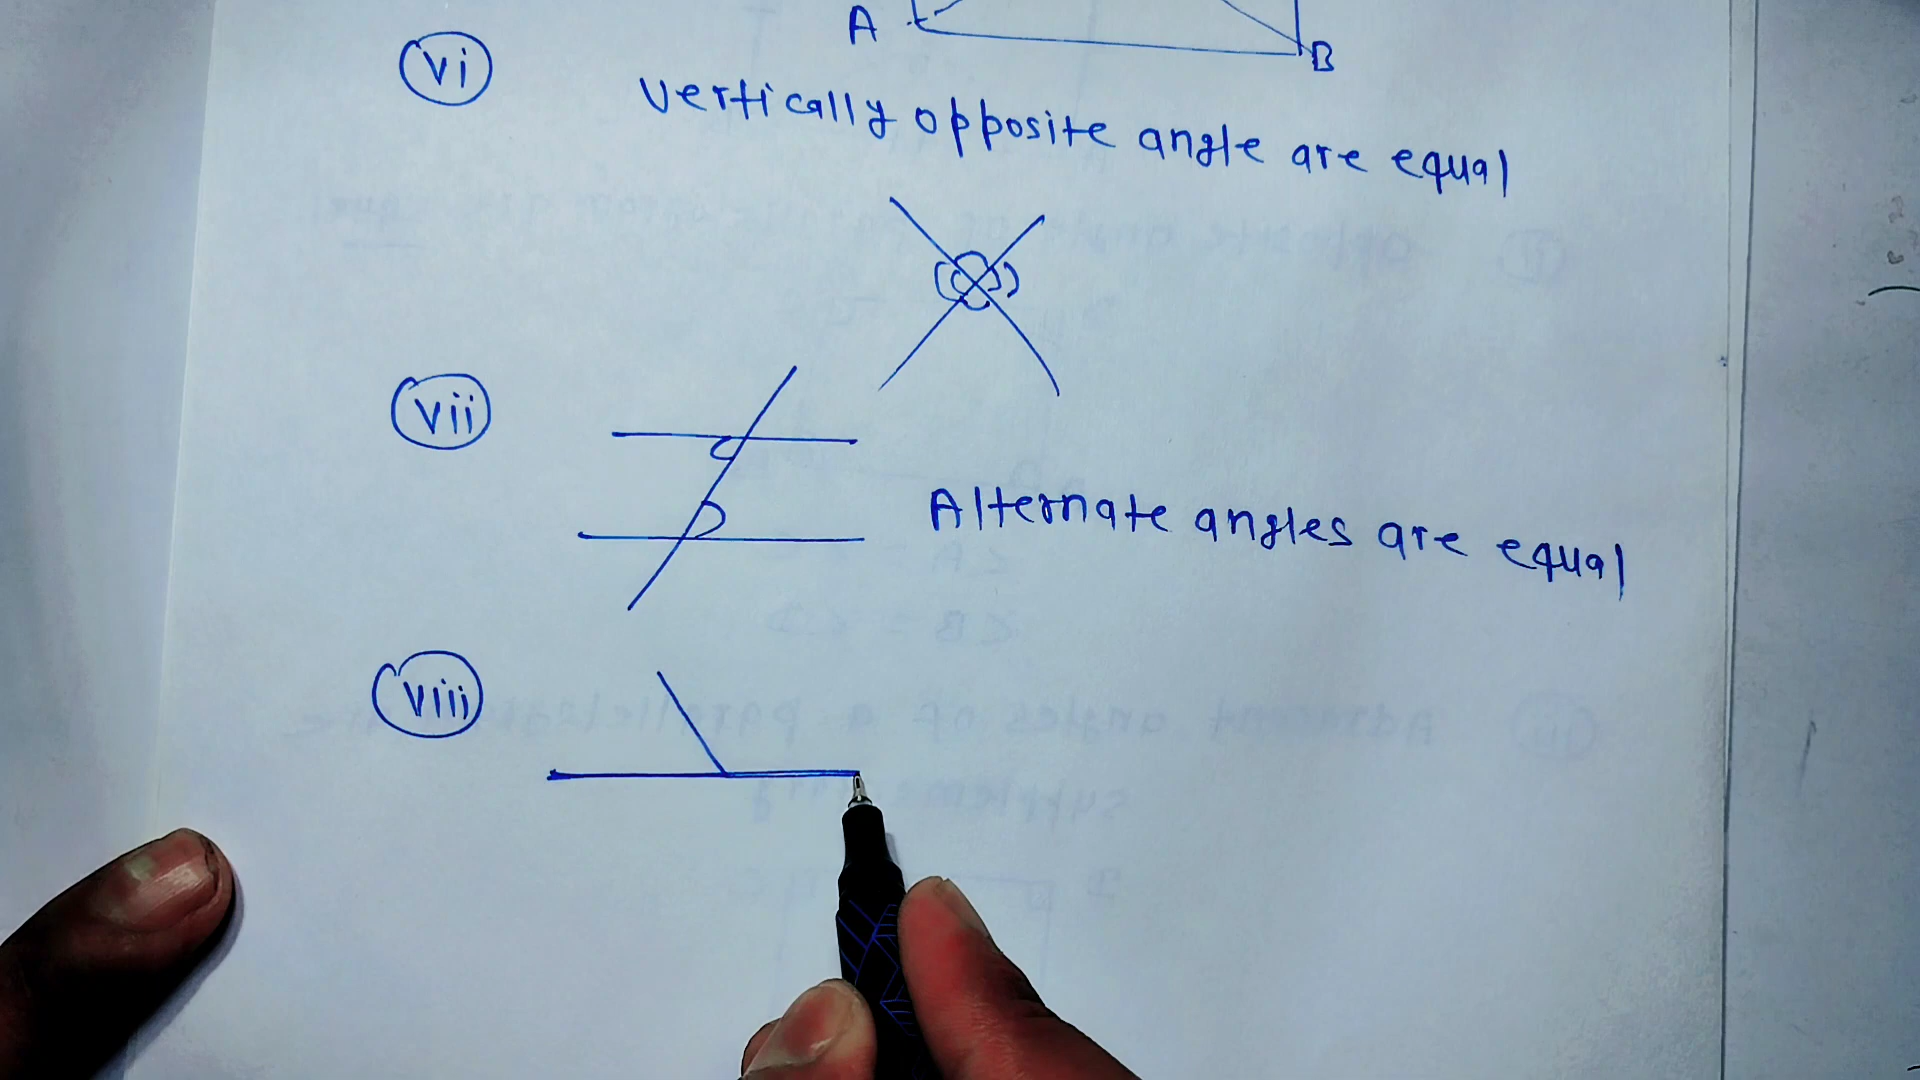 A
B
vi
Vertically opposite angle are equal
vii
Alternate angles are equal
viii